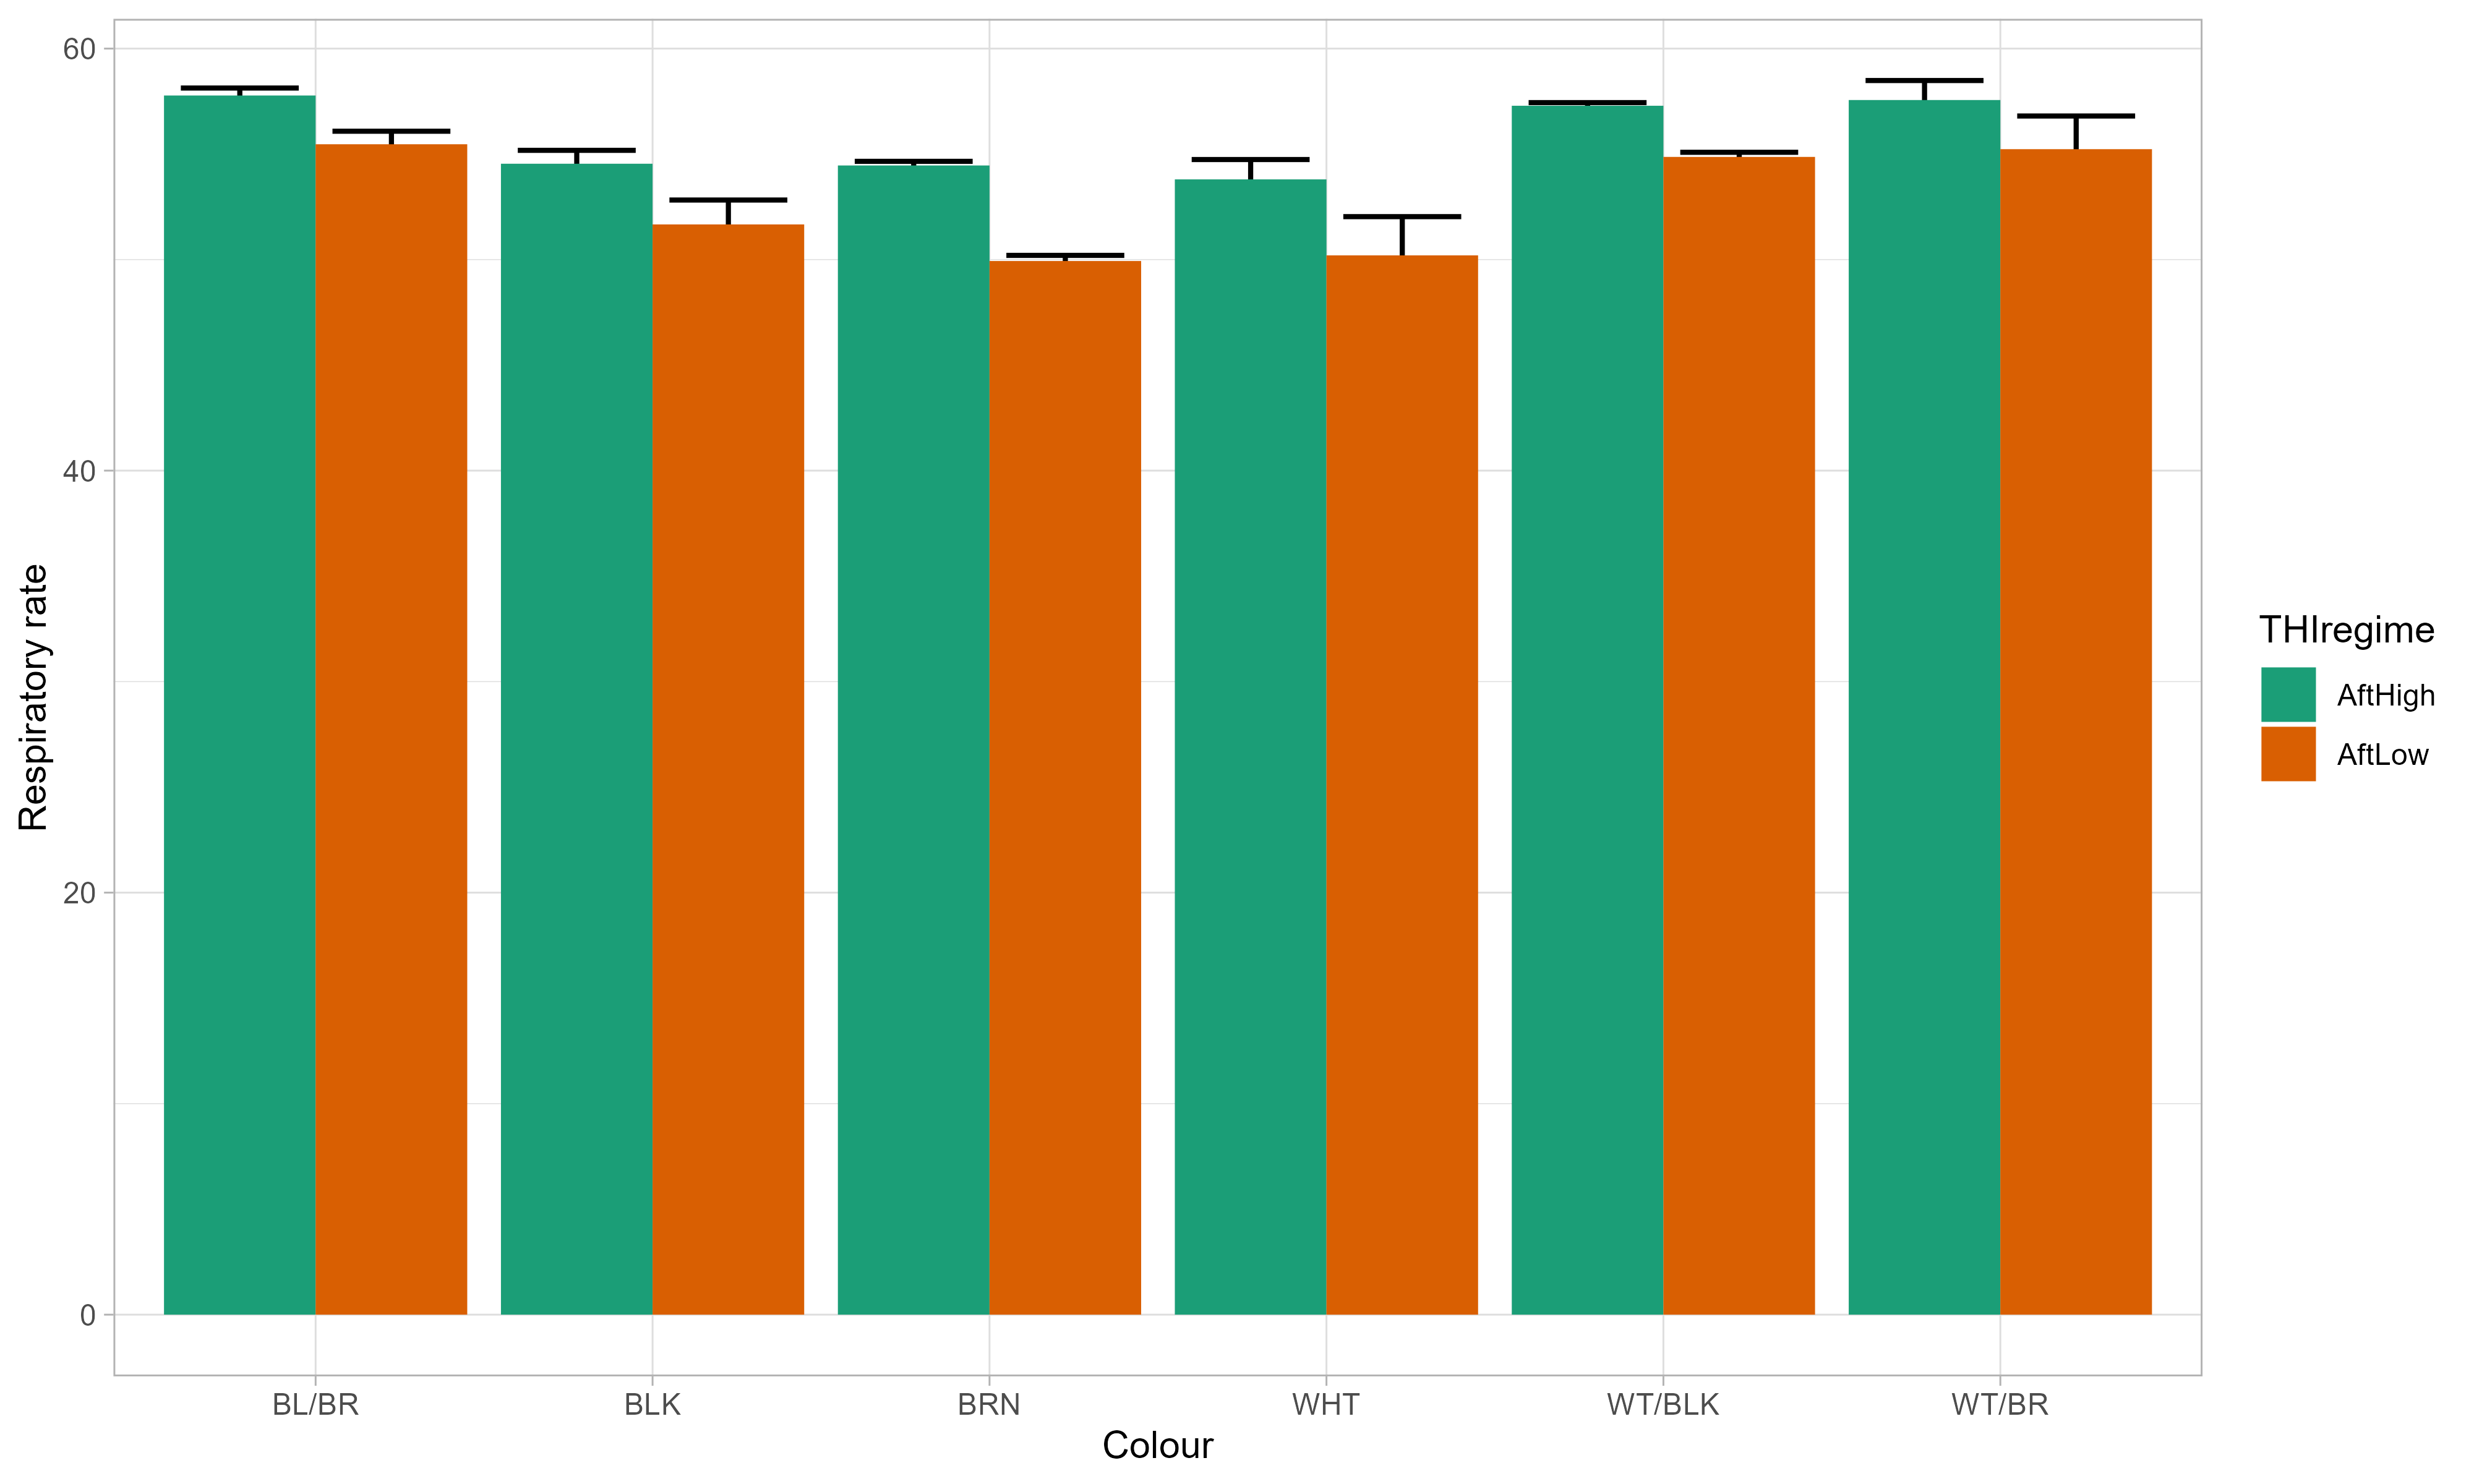 60
40
20
0
Respiratory rate
BL/BR BLK BRN WHT WT/BLK WT/BR
Colour
THIregime
AftHigh
AftLow